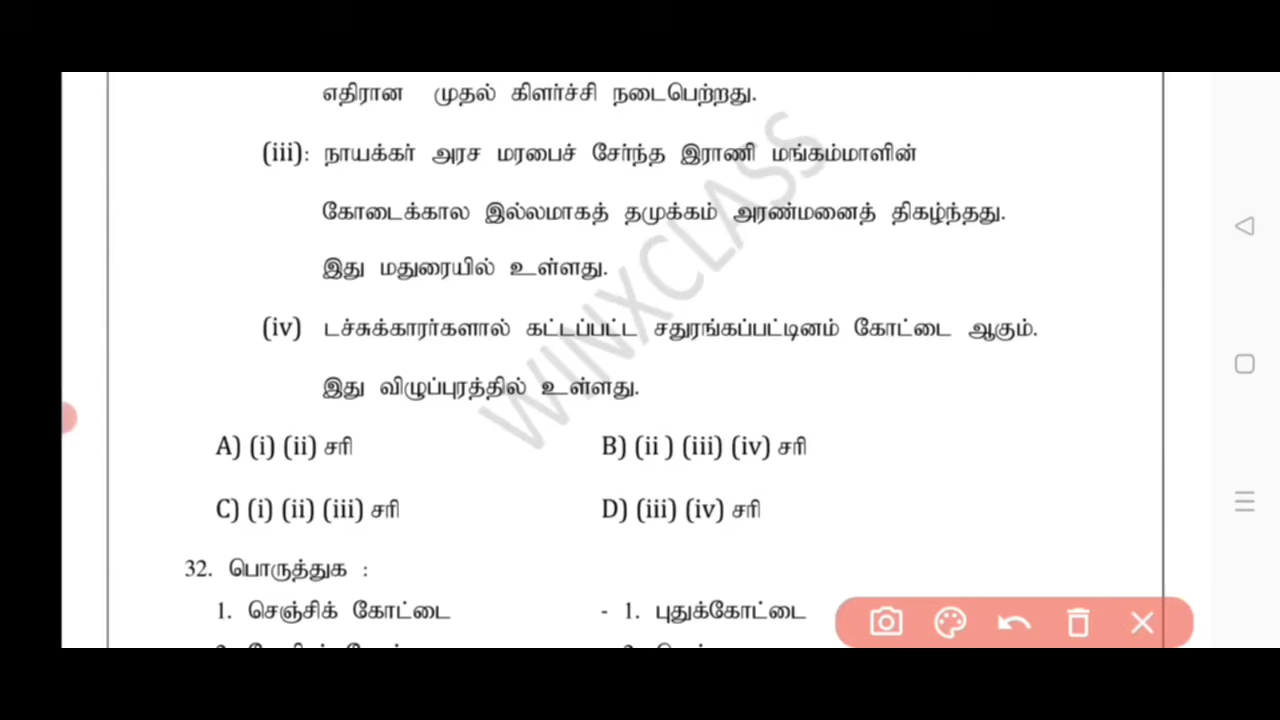 எதிரான முதல் கிளர்ச்சி நடைபெற்றது.
(iii): நாயக்கர் அரச மரபைச் சேர்ந்த இராணி மங்கம்மாளின்
கோடைக்கால இல்லமாகத் தமுக்கம் அரண்மனைத் திகழ்ந்தது.
இது மதுரையில் உள்ளது.
(iv) டச்சுக்காரர்களால் கட்டப்பட்ட சதுரங்கப்பட்டினம் கோட்டை ஆகும்.
இது விழுப்புரத்தில் உள்ளது.
WINXCLASS
A) (i) (ii) சரி B) (ii ) (iii) (iv) சரி
C) (i) (ii) (iii) சரி D) (iii) (iv) சரி
32. பொருத்துக :
1. செஞ்சிக் கோட்டை - 1. புதுக்கோட்டை